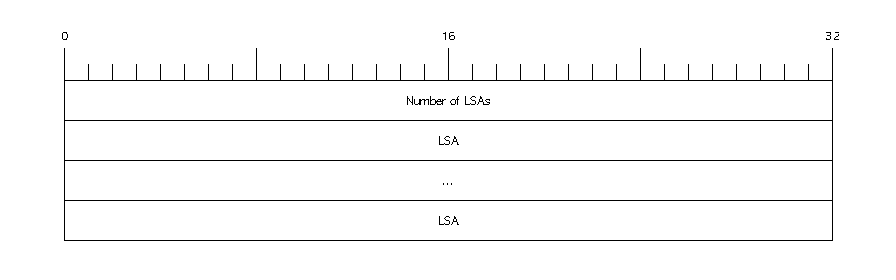 0 16 32
Number of LSAs
LSA
...
LSA